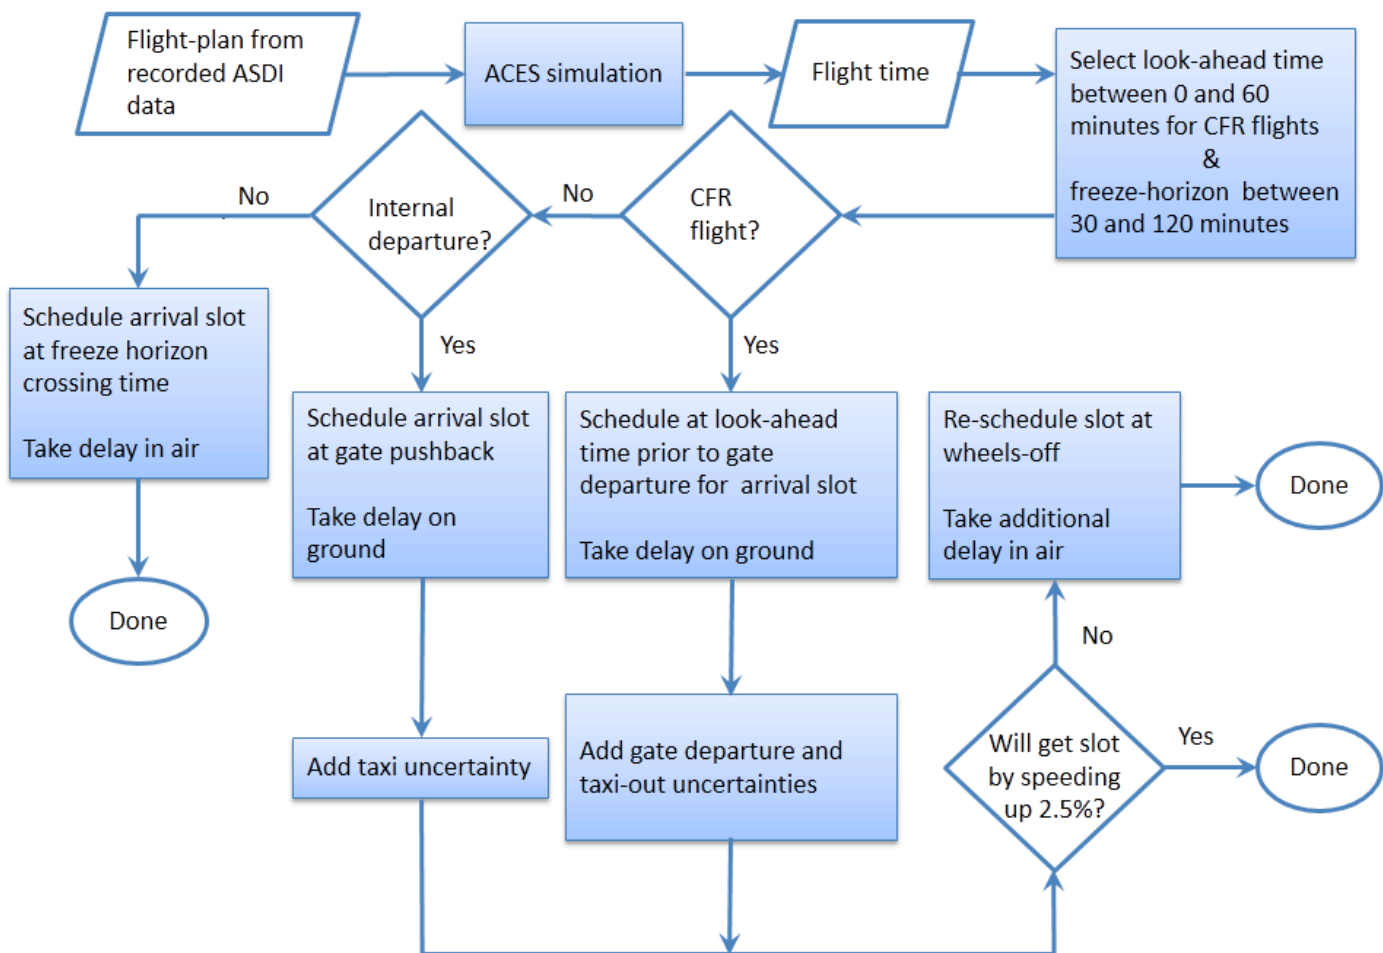 Flight-plan from
recorded ASDI
data
ACES simulation
Flight time
Select look-ahead time
between 0 and 60
minutes for CFR flights
&
freeze-horizon between
30 and 120 minutes
No
Internal
departure?
No
CFR
flight?
Schedule arrival slot
at freeze horizon
crossing time
Take delay in air
Yes
Yes
Schedule arrival slot
at gate pushback
Take delay on
ground
Schedule at look-ahead
time prior to gate
departure for arrival slot
Take delay on ground
Re-schedule slot at
wheels-off
Take additional
delay in air
Done
Done
No
Add taxi uncertainty
Add gate departure and
taxi-out uncertainties
Will get slot
by speeding
up 2.5%?
Yes
Done